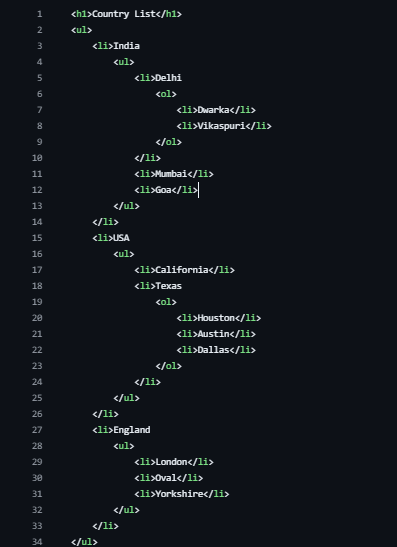 1 <h1>Country List</h1>
2 <ul>
3     <li>India
4         <ul>
5             <li>Delhi
6                 <ol>
7                     <li>Dwarka</li>
8                     <li>Vikaspuri</li>
9                 </ol>
10             </li>
11             <li>Mumbai</li>
12             <li>Goa</li>
13         </ul>
14     </li>
15     <li>USA
16         <ul>
17             <li>California</li>
18             <li>Texas
19                 <ol>
20                     <li>Houston</li>
21                     <li>Austin</li>
22                     <li>Dallas</li>
23                 </ol>
24             </li>
25         </ul>
26     </li>
27     <li>England
28         <ul>
29             <li>London</li>
30             <li>Oval</li>
31             <li>Yorkshire</li>
32         </ul>
33     </li>
34 </ul>